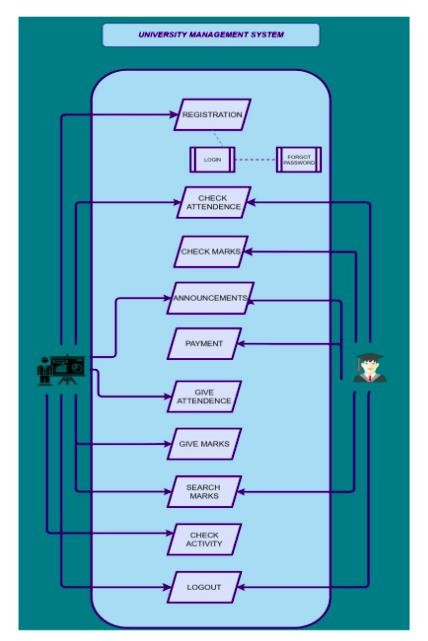 UNIVERSITY MANAGEMENT SYSTEM
REGISTRATION
LOGIN
FORGOT
PASSWORD
CHECK
ATTENDENCE
CHECK MARKS
ANNOUNCEMENTS
PAYMENT
GIVE
ATTENDENCE
GIVE MARKS
SEARCH
MARKS
CHECK
ACTIVITY
LOGOUT